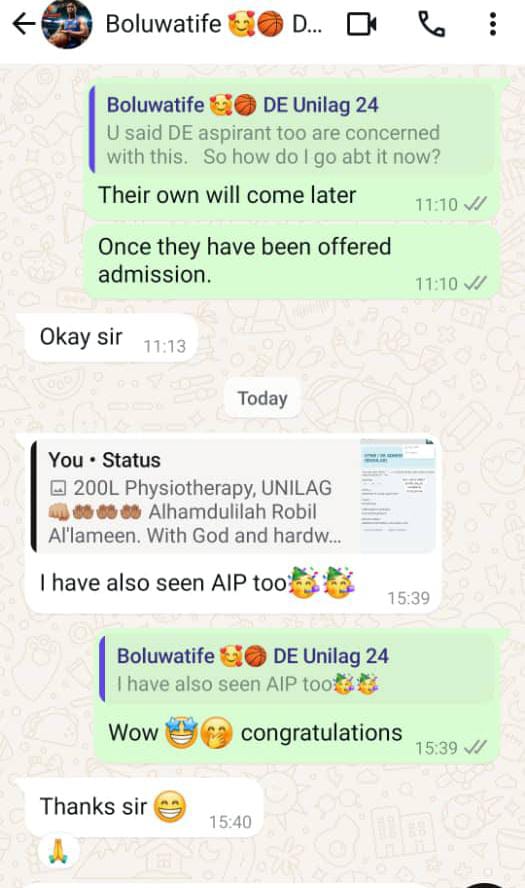 Boluwatife 🥰🏀 D...
Boluwatife 🥰🏀 DE Unilag 24
U said DE aspirant too are concerned
with this. So how do I go abt it now?
Their own will come later
11:10
Once they have been offered
admission.
11:10
Okay sir
11:13
Today
You • Status
200L Physiotherapy, UNILAG
👊🏽🤲🏾🤲🏾🤲🏾 Alhamdulilah Robil
Al'lameen. With God and hardw...
I have also seen AIP too🥳🥳
15:39
Boluwatife 🥰🏀 DE Unilag 24
I have also seen AIP too🥳🥳
Wow 🤩🤭 congratulations
15:39
Thanks sir 😁
15:40
🙏